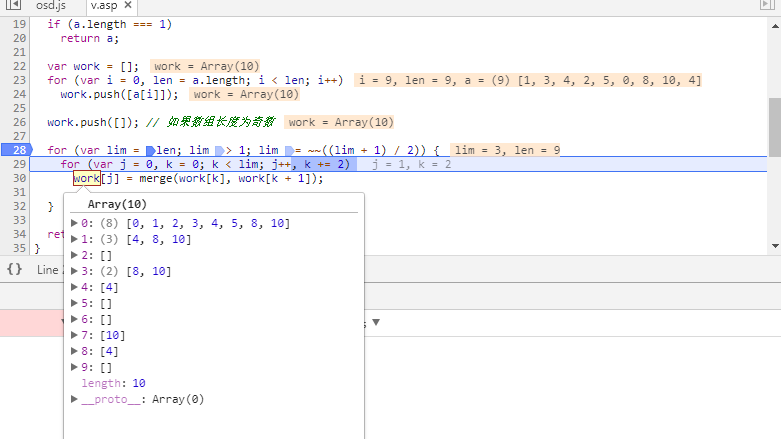 osd.js v.asp ×
19 if (a.length === 1)
20 return a;
21
22 var work = []; work = Array(10)
23 for (var i = 0, len = a.length; i < len; i++) i = 9, len = 9, a = (9) [1, 3, 4, 2, 5, 0, 8, 10, 4]
24 work.push([a[i]]); work = Array(10)
25
26 work.push([]); // 如果数组长度为奇数 work = Array(10)
27
28 for (var lim = len; lim > 1; lim = ~~((lim + 1) / 2)) { lim = 3, len = 9
29 for (var j = 0, k = 0; k < lim; j++, k += 2) j = 1, k = 2
30 work[j] = merge(work[k], work[k + 1]);
31
32 }
33
34
35 }
Array(10)
0: (8) [0, 1, 2, 3, 4, 5, 8, 10]
1: (3) [4, 8, 10]
2: []
3: (2) [8, 10]
4: [4]
5: []
6: []
7: [10]
8: [4]
9: []
length: 10
__proto__: Array(0)
{} Line